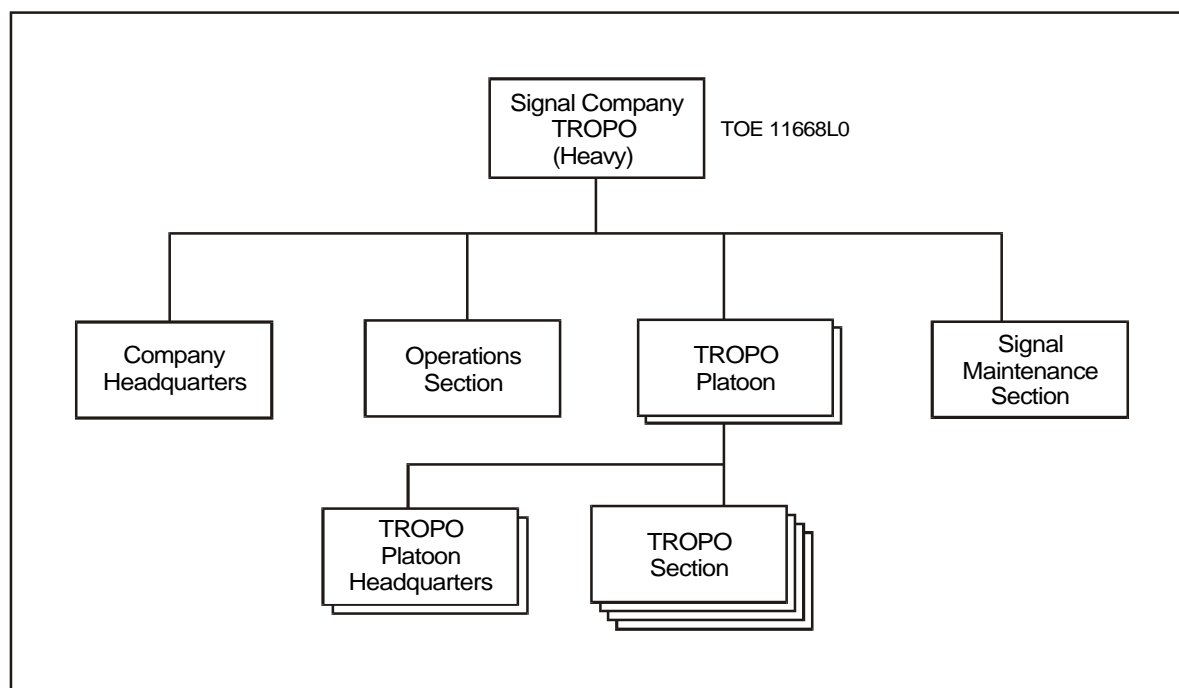 Signal Company
TROPO
(Heavy)
TOE 11668L0
Company
Headquarters
Operations
Section
TROPO
Platoon
Signal
Maintenance
Section
TROPO
Platoon
Headquarters
TROPO
Section